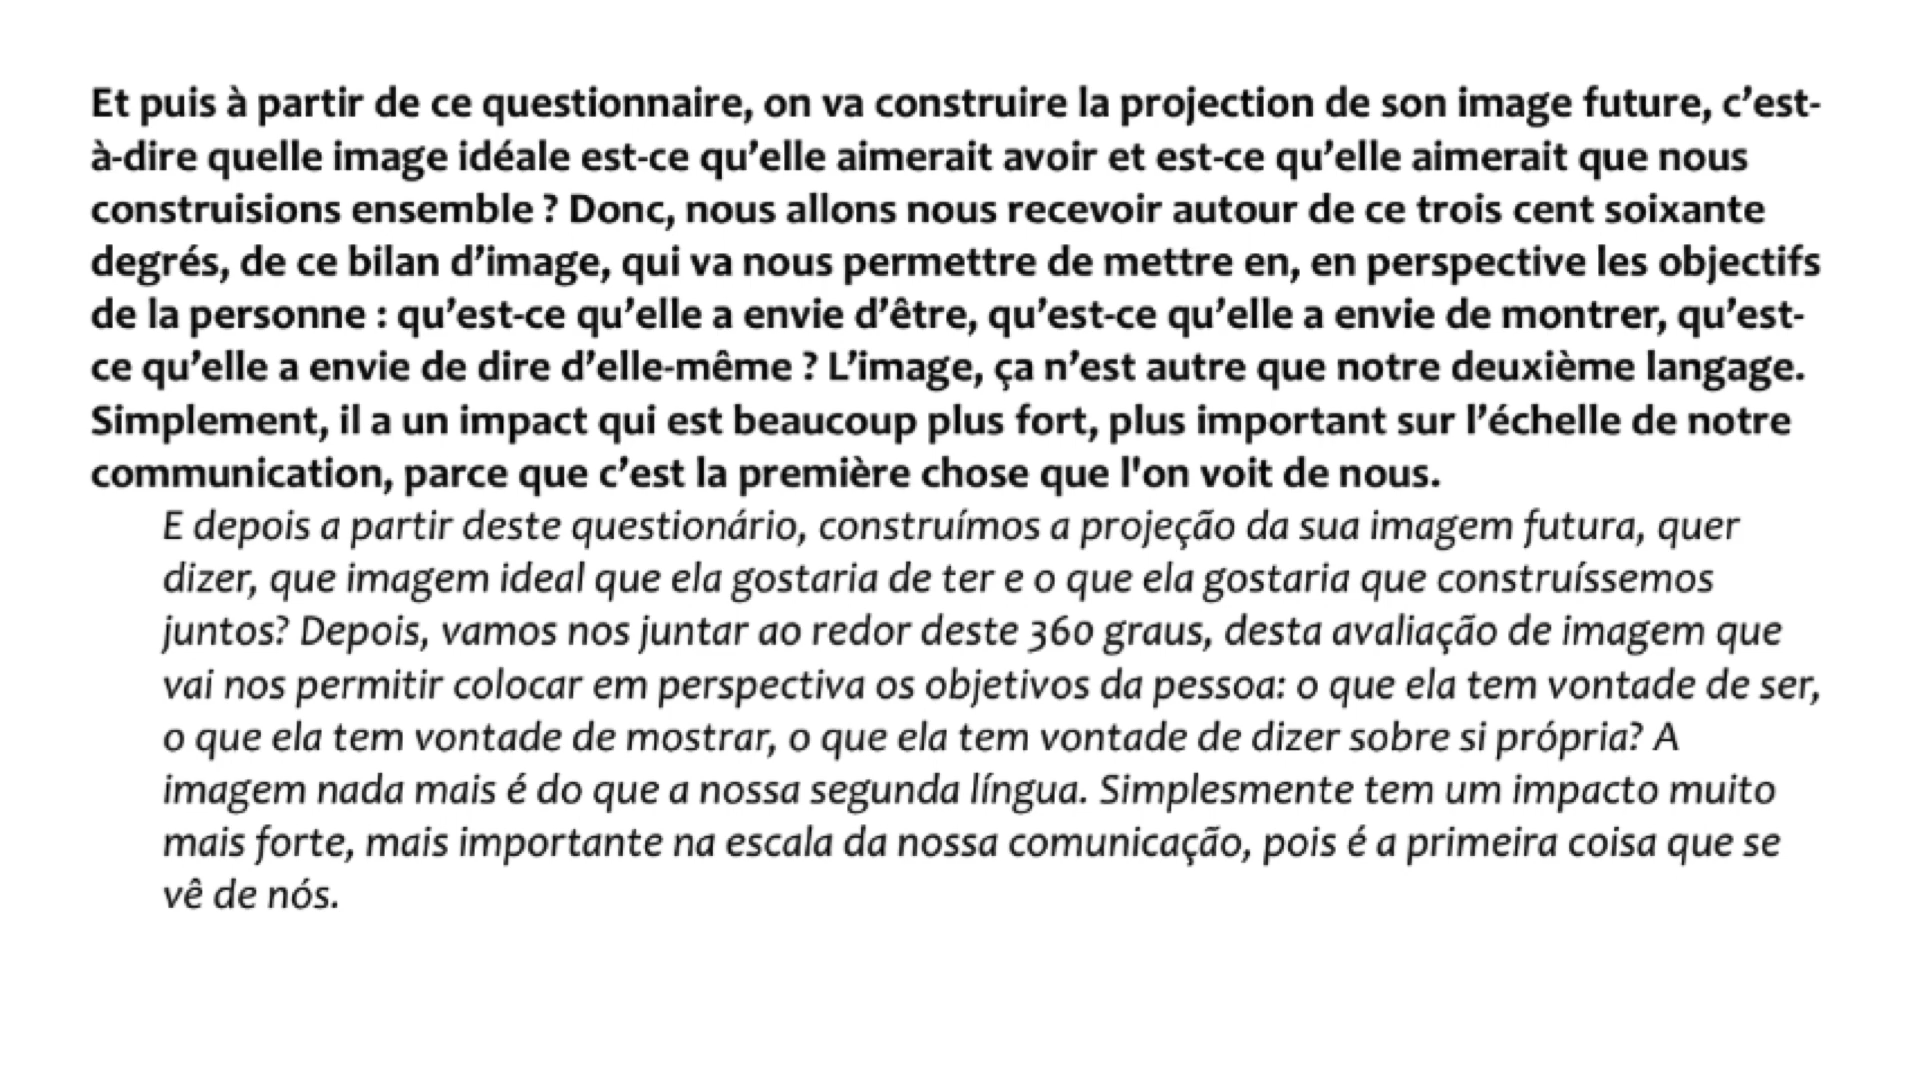 Et puis à partir de ce questionnaire, on va construire la projection de son image future, c’est-
à-dire quelle image idéale est-ce qu’elle aimerait avoir et est-ce qu’elle aimerait que nous
construisions ensemble ? Donc, nous allons nous recevoir autour de ce trois cent soixante
degrés, de ce bilan d’image, qui va nous permettre de mettre en, en perspective les objectifs
de la personne : qu’est-ce qu’elle a envie d’être, qu’est-ce qu’elle a envie de montrer, qu’est-
ce qu’elle a envie de dire d’elle-même ? L’image, ça n’est autre que notre deuxième langage.
Simplement, il a un impact qui est beaucoup plus fort, plus important sur l’échelle de notre
communication, parce que c’est la première chose que l'on voit de nous.
E depois a partir deste questionário, construímos a projeção da sua imagem futura, quer
dizer, que imagem ideal que ela gostaria de ter e o que ela gostaria que construíssemos
juntos? Depois, vamos nos juntar ao redor deste 360 graus, desta avaliação de imagem que
vai nos permitir colocar em perspectiva os objetivos da pessoa: o que ela tem vontade de ser,
o que ela tem vontade de mostrar, o que ela tem vontade de dizer sobre si própria? A
imagem nada mais é do que a nossa segunda língua. Simplesmente tem um impacto muito
mais forte, mais importante na escala da nossa comunicação, pois é a primeira coisa que se
vê de nós.